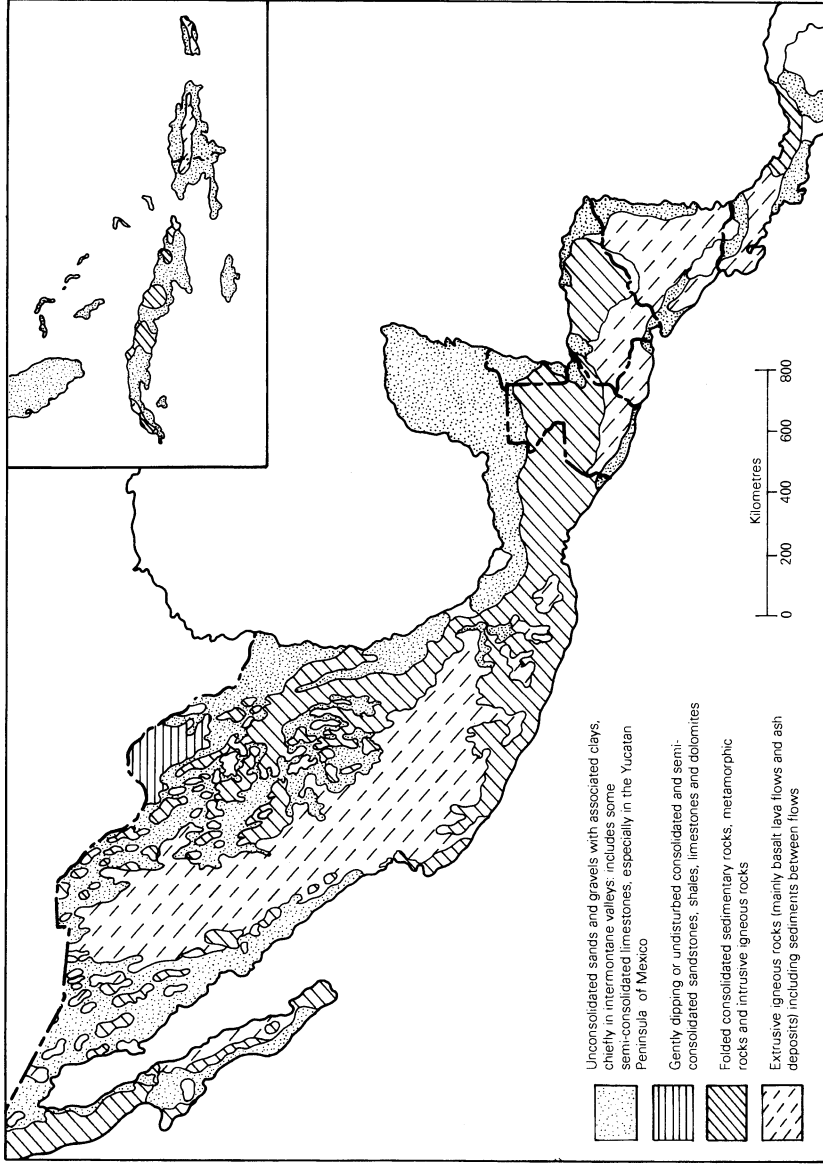 Unconsolidated sands and gravels with associated clays,
chiefly in intermontane valleys: includes some
semi-consolidated limestones, especially in the Yucatan
Peninsula of Mexico
Gently dipping or undisturbed consolidated and semi-
consolidated sandstones, shales, limestones and dolomites
Folded consolidated sedimentary rocks, metamorphic
rocks and intrusive igneous rocks
Extrusive igneous rocks (mainly basalt lava flows and ash
deposits) including sediments between flows
Kilometres
0 200 400 600 800